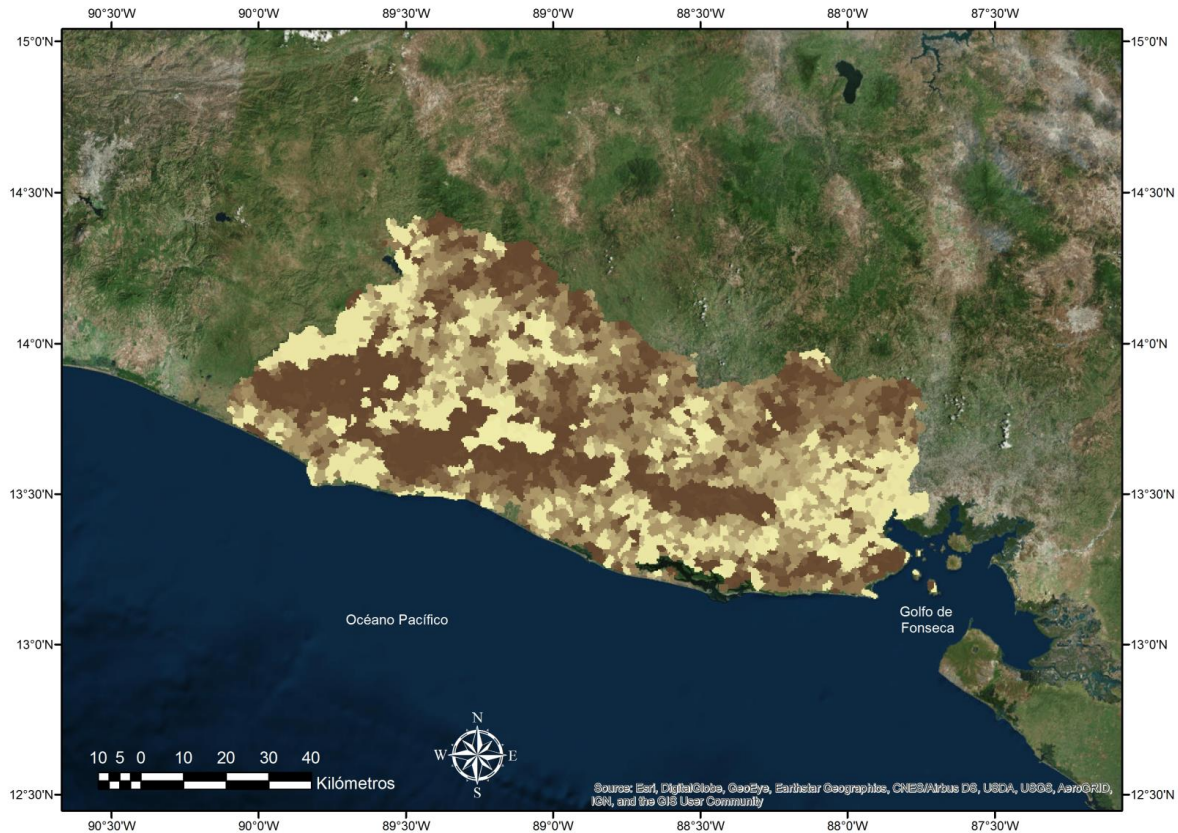 90°30'W 90°0'W 89°30'W 89°0'W 88°30'W 88°0'W 87°30'W
15°0'N 15°0'N
14°30'N 14°30'N
14°0'N 14°0'N
13°30'N 13°30'N
Océano Pacífico
Golfo de
Fonseca
13°0'N 13°0'N
N
W E
S
10 5 0 10 20 30 40
Kilómetros
Source: Esri, DigitalGlobe, GeoEye, Earthstar Geographics, CNES/Airbus DS, USDA, USGS, AeroGRID,
IGN, and the GIS User Community
12°30'N 12°30'N
90°30'W 90°0'W 89°30'W 89°0'W 88°30'W 88°0'W 87°30'W